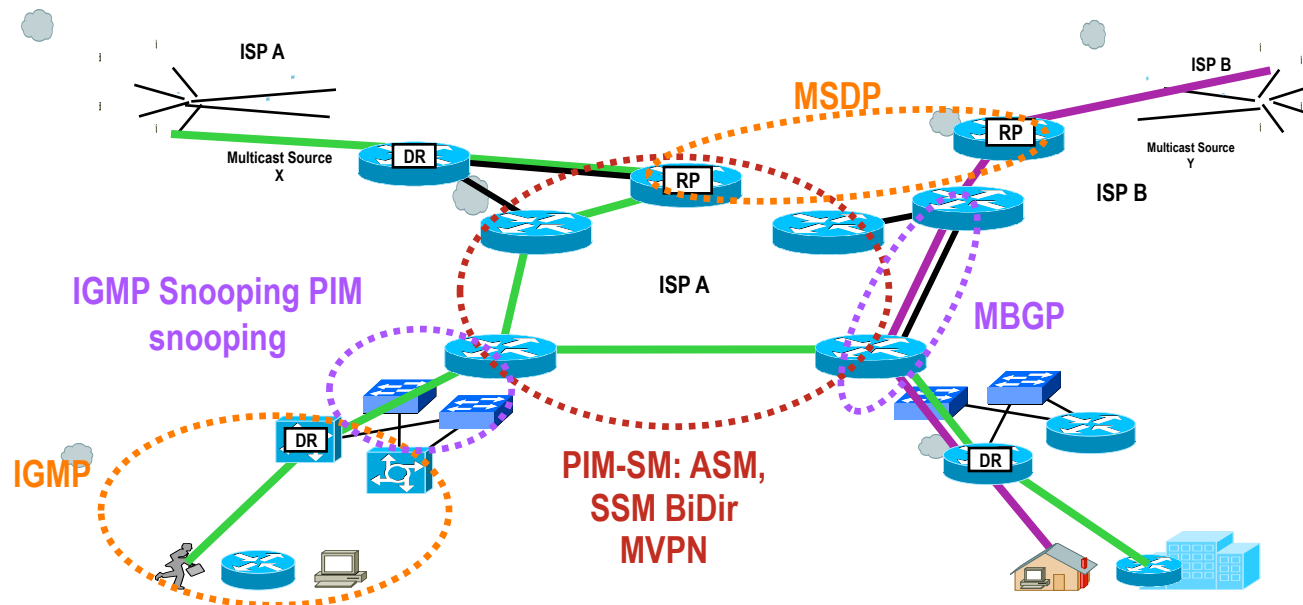 ISP A
ISP B
MSDP
RP
Multicast Source
X
DR
Multicast Source
Y
RP
ISP B
IGMP Snooping PIM
snooping
ISP A
MBGP
DR
IGMP
PIM-SM: ASM,
SSM BiDir
MVPN
DR